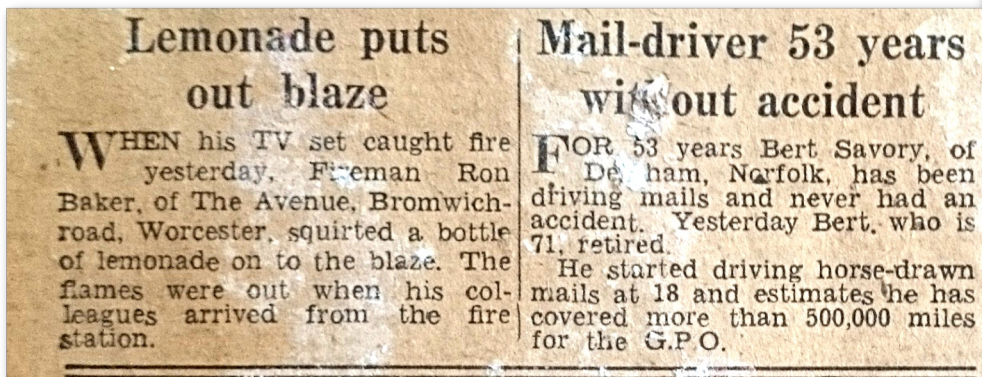 Lemonade puts
out blaze
WHEN his TV set caught fire
yesterday, Fireman Ron
Baker, of The Avenue, Bromwich-
road, Worcester, squirted a bottle
of lemonade on to the blaze. The
flames were out when his col-
leagues arrived from the fire
station.
Mail-driver 53 years
without accident
FOR 53 years Bert Savory, of
Norfolk, has been
driving mails and never had an
accident. Yesterday Bert, who is
71, retired.
He started driving horse-drawn
mails at 18 and estimates he has
covered more than 500,000 miles
for the G.P.O.